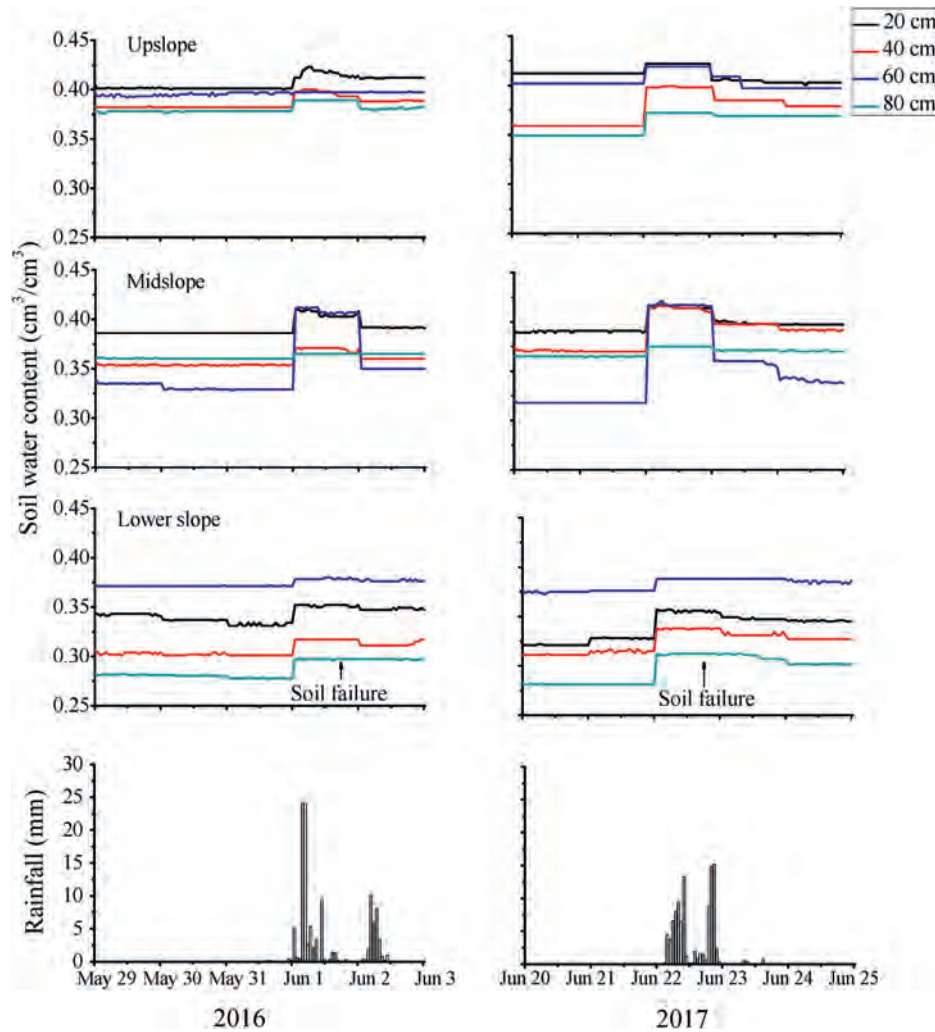 20 cm
40 cm
60 cm
80 cm
Soil water content (cm³/cm³)
Upslope
0.45
0.40
0.35
0.30
0.25
Midslope
0.45
0.40
0.35
0.30
0.25
Lower slope
0.45
0.40
0.35
0.30
0.25
Soil failure
Soil failure
Rainfall (mm)
30
25
20
15
10
5
0
May 29 May 30 May 31 Jun 1 Jun 2 Jun 3
Jun 20 Jun 21 Jun 22 Jun 23 Jun 24 Jun 25
2016
2017